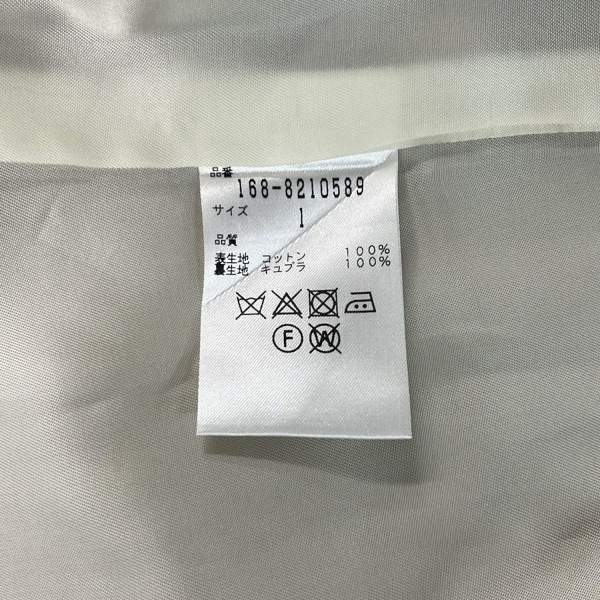 品番
168-8210589
サイズ 1
品質
表生地 コットン 100%
裏生地 キュプラ 100%
F W